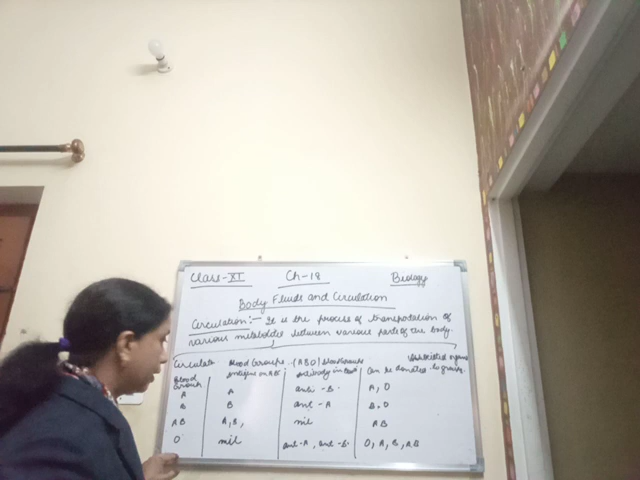 Class-XI Ch-18 Biology
Body Fluids and Circulation
Circulation:- It is the process of transportation of
various metabolites between various parts of the body.
Blood Groups (ABO)
Blood Groups antigens on RBC antibody in Can be donated to group
A A anti-B A, O
B B anti-A B, O
AB A, B, nil AB
O nil anti-A, anti-B O, A, B, AB